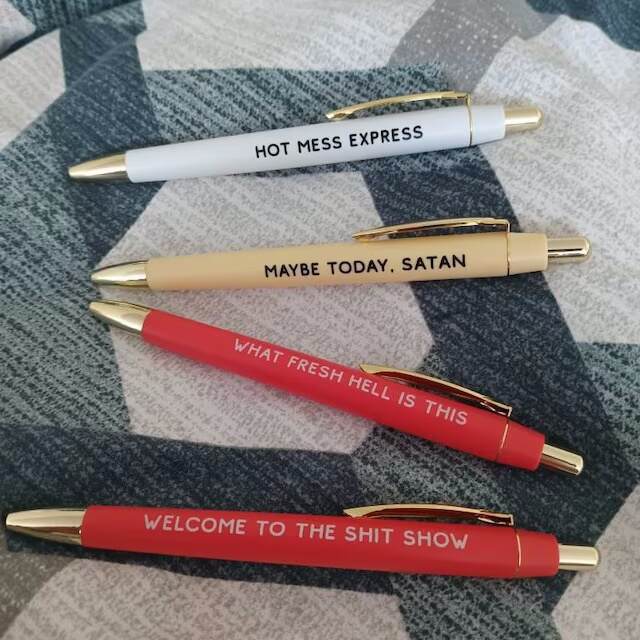 HOT MESS EXPRESS
MAYBE TODAY, SATAN
WHAT FRESH HELL IS THIS
WELCOME TO THE SHIT SHOW